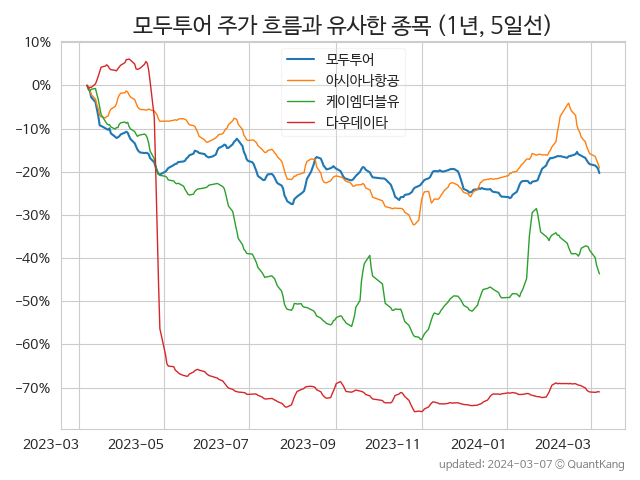 모두투어 주가 흐름과 유사한 종목 (1년, 5일선)
10%
0%
−10%
−20%
−30%
−40%
−50%
−60%
−70%
모두투어
아시아나항공
케이엠더블유
다우데이타
2023-03
2023-05
2023-07
2023-09
2023-11
2024-01
2024-03
updated: 2024-03-07 © QuantKang